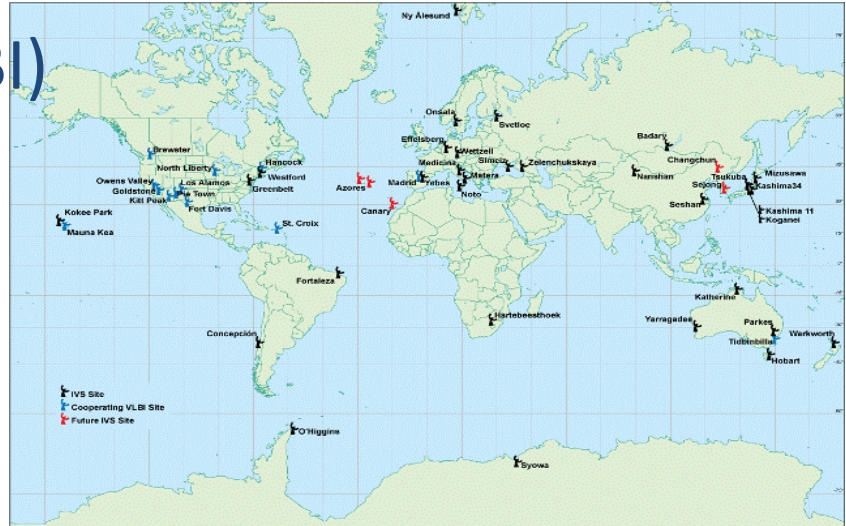 BI)
Ny Ålesund
Onsala
Svetloe
Effelsberg
Wettzell
Badary
Brewster
Hancock
Medicina
Simeiz
Zelenchukskaya
Changchun
North Liberty
Westford
Tsukuba
Mizusawa
Owens Valley
Los Alamos
Azores
Madrid
Yebes
Matera
Nanshan
Sejong
Kashima34
Goldstone
Pie Town
Greenbelt
Noto
Kitt Peak
Fort Davis
Canary
Seshan
Kashima 11
Kokee Park
Koganei
Mauna Kea
St. Croix
Fortaleza
Katherine
Hartebeesthoek
Yarragadee
Parkes
Warkworth
Concepción
Tidbinbilla
Hobart
IVS Site
Cooperating VLBI Site
Future IVS Site
O'Higgins
Syowa